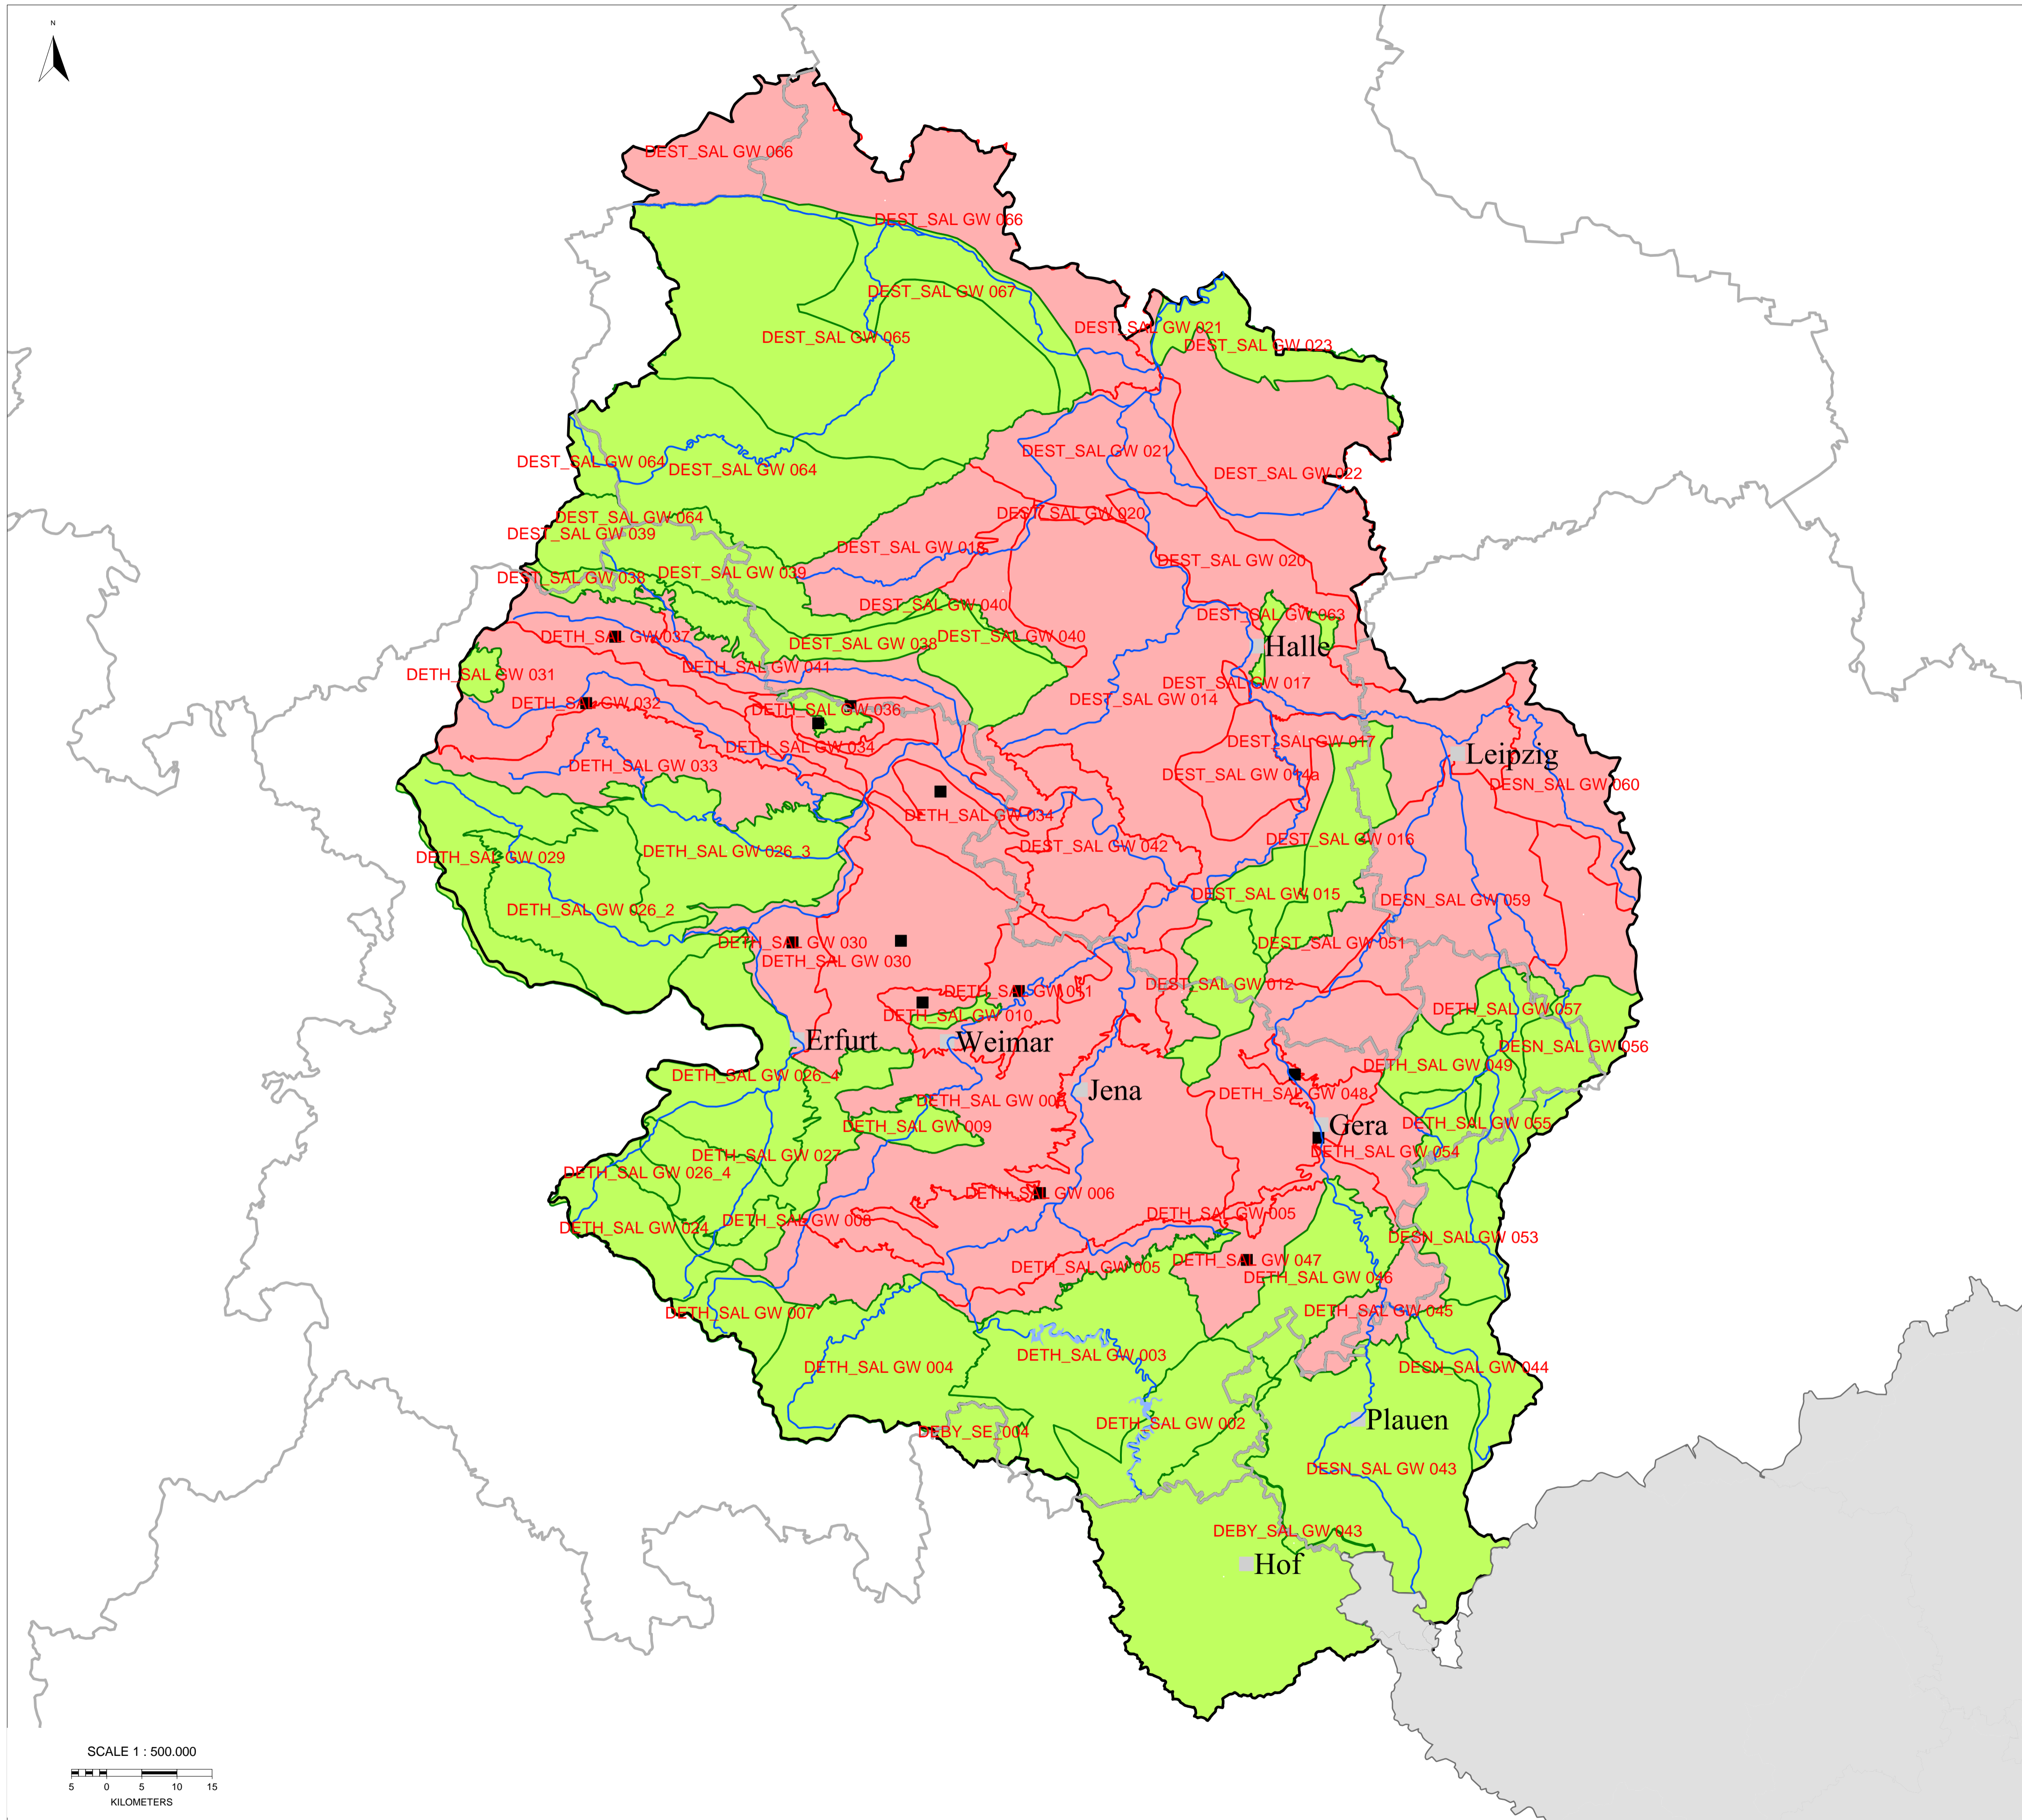 N
DEST_SAL GW 066
DEST_SAL GW 066
DEST_SAL GW 067
DEST_SAL GW 021
DEST_SAL GW 065
DEST_SAL GW 023
DEST_SAL GW 021
DEST_SAL GW 064
DEST_SAL GW 064
DEST_SAL GW 022
DEST_SAL GW 020
DEST_SAL GW 064
DEST_SAL GW 039
DEST_SAL GW 018
DEST_SAL GW 020
DEST_SAL GW 039
DEST_SAL GW 038
DEST_SAL GW 040
DEST_SAL GW 063
DETH_SAL GW 037
DEST_SAL GW 040
DEST_SAL GW 038
Halle
DETH_SAL GW 041
DETH_SAL GW 031
DEST_SAL GW 017
DETH_SAL GW 032
DEST_SAL GW 014
DETH_SAL GW 036
DEST_SAL GW 017
DETH_SAL GW 034
Leipzig
DETH_SAL GW 033
DEST_SAL GW 014a
DESN_SAL GW 060
DETH_SAL GW 034
DEST_SAL GW 016
DEST_SAL GW 042
DETH_SAL GW 026_3
DETH_SAL GW 029
DEST_SAL GW 015
DESN_SAL GW 059
DETH_SAL GW 026_2
DETH_SAL GW 030
DEST_SAL GW 051
DETH_SAL GW 030
DEST_SAL GW 012
DETH_SAL GW 011
DETH_SAL GW 057
DETH_SAL GW 010
Erfurt
Weimar
DESN_SAL GW 056
DETH_SAL GW 049
DETH_SAL GW 026_4
Jena
DETH_SAL GW 048
DETH_SAL GW 008
DETH_SAL GW 055
DETH_SAL GW 009
Gera
DETH_SAL GW 054
DETH_SAL GW 027
DETH_SAL GW 026_4
DETH_SAL GW 006
DETH_SAL GW 005
DETH_SAL GW 008
DETH_SAL GW 024
DESN_SAL GW 053
DETH_SAL GW 047
DETH_SAL GW 005
DETH_SAL GW 046
DETH_SAL GW 045
DETH_SAL GW 007
DETH_SAL GW 003
DETH_SAL GW 004
DESN_SAL GW 044
Plauen
DETH_SAL GW 002
DEBY_SE_004
DESN_SAL GW 043
DEBY_SAL GW 043
Hof
SCALE 1 : 500.000
5 0 5 10 15
KILOMETERS